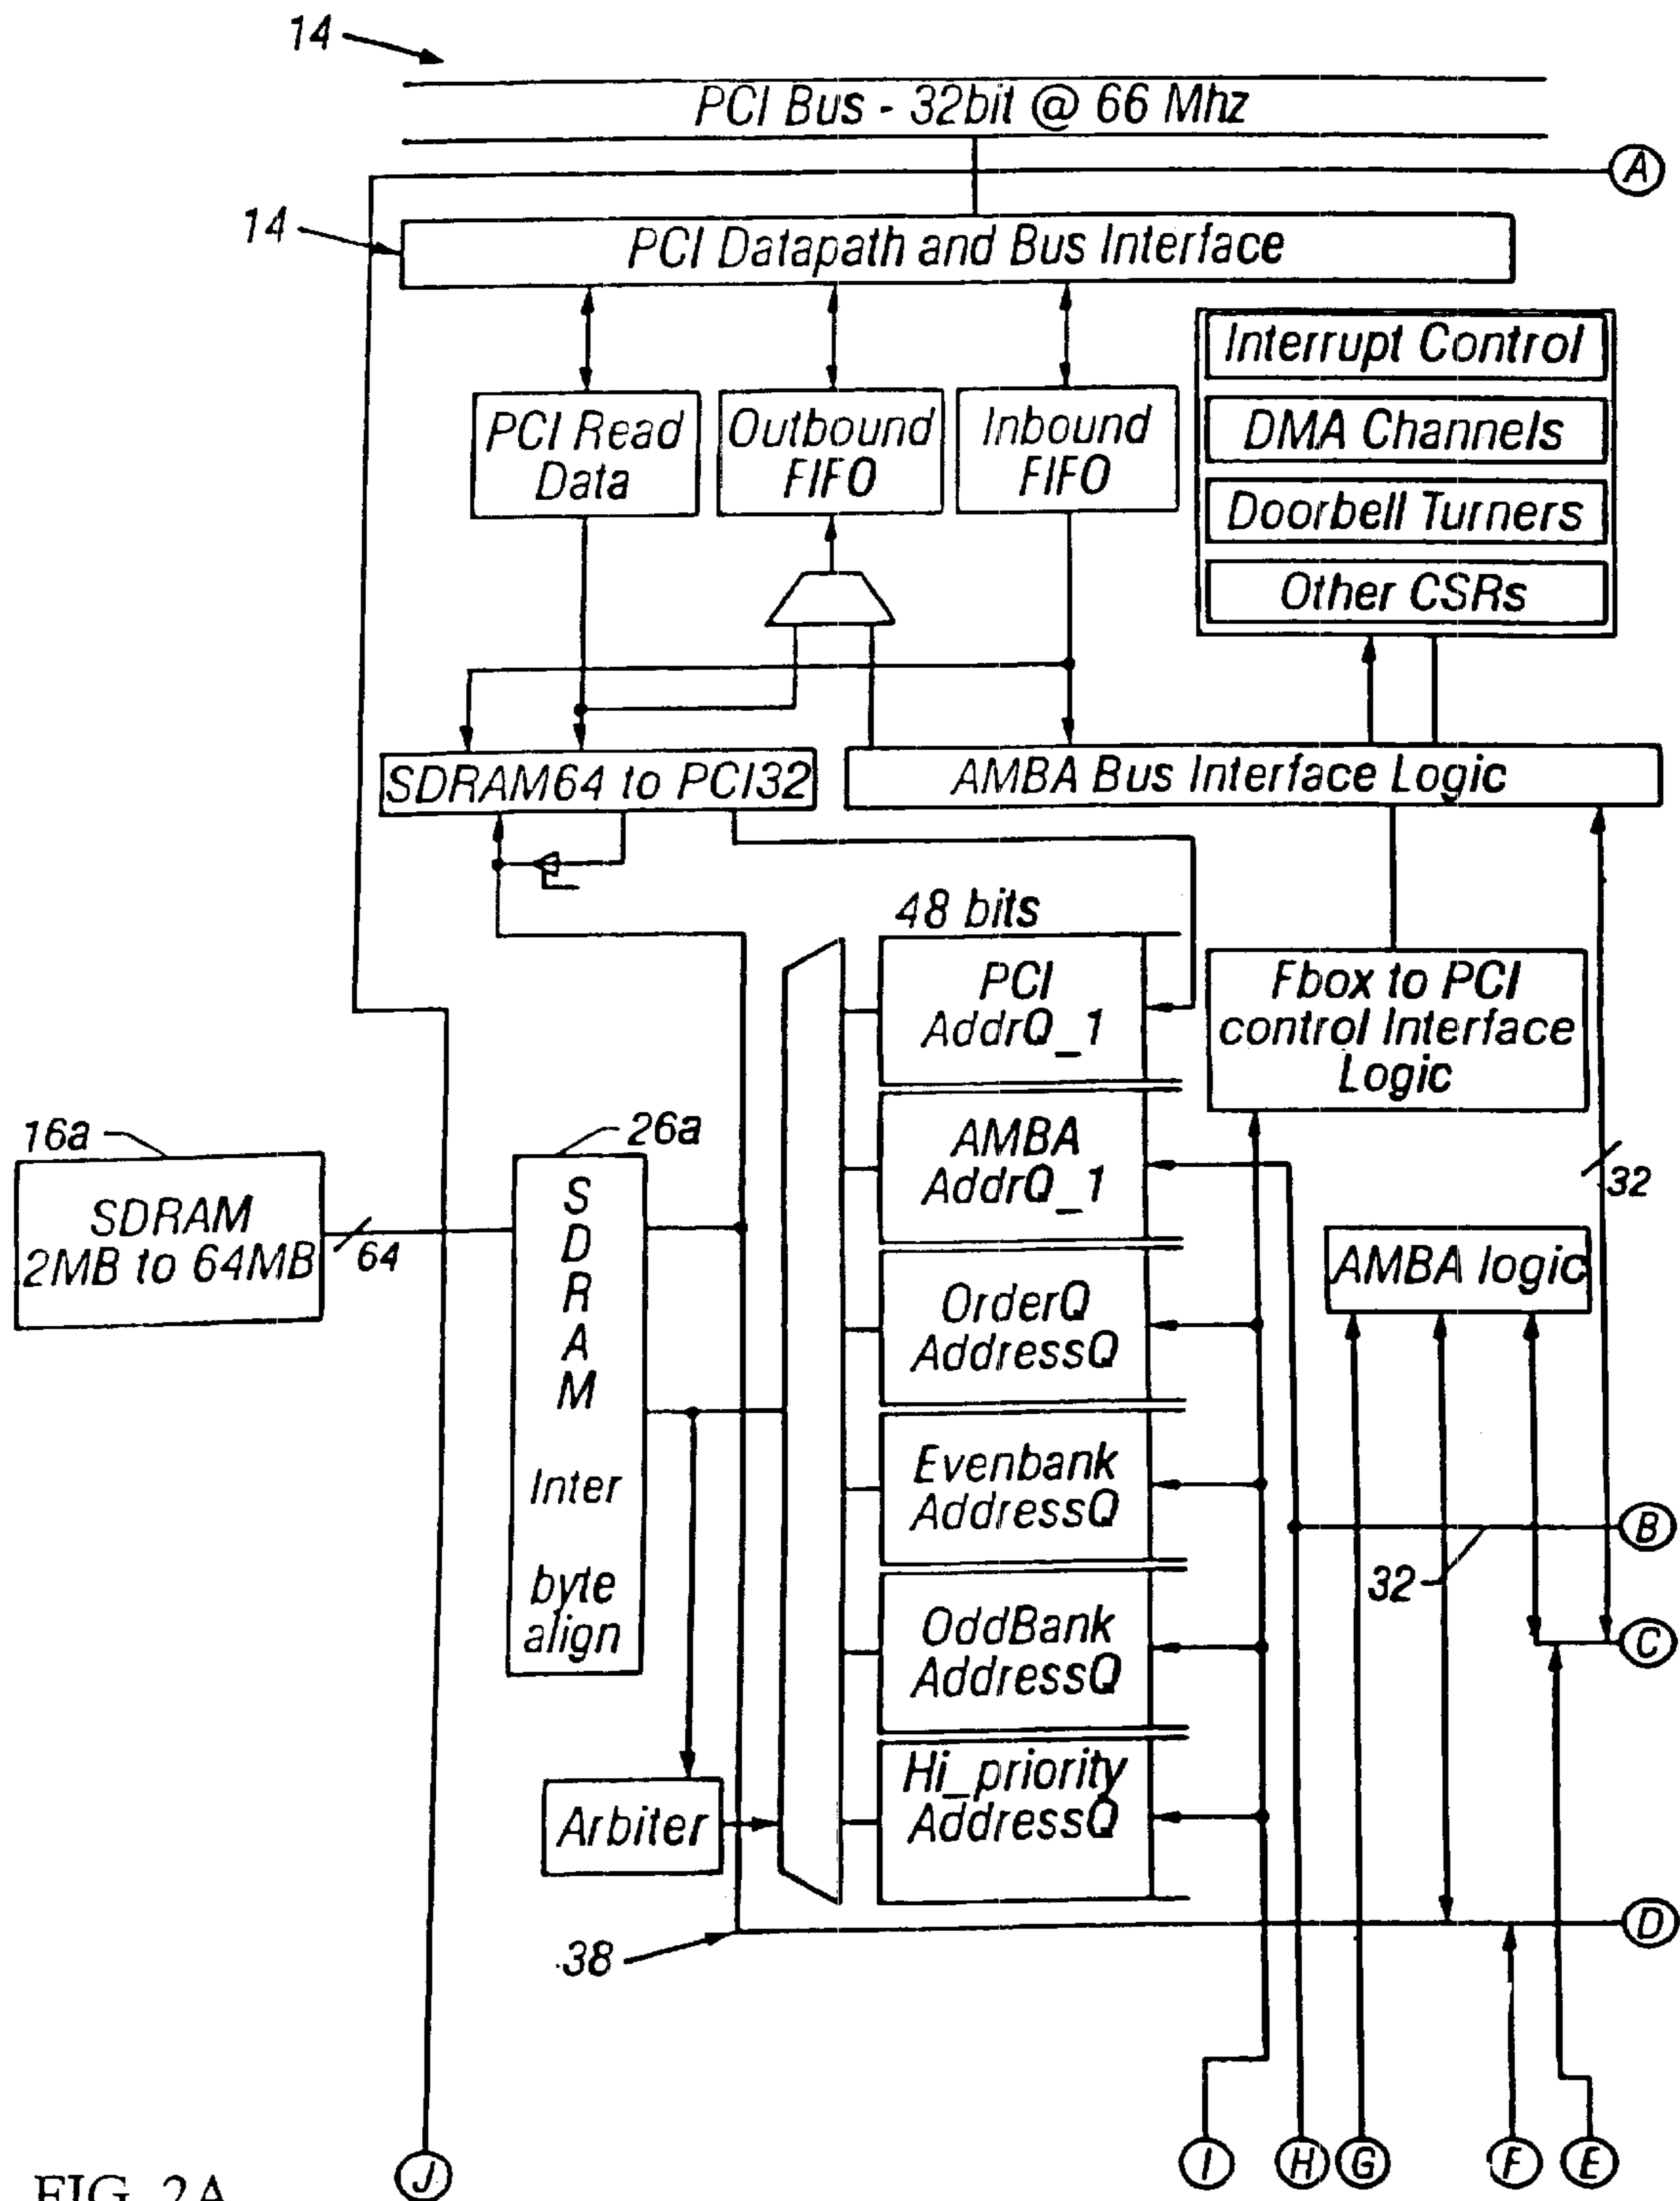 14
PCI Bus - 32bit @ 66 Mhz
A
14
PCI Datapath and Bus Interface
PCI Read
Data
Outbound
FIFO
Inbound
FIFO
Interrupt Control
DMA Channels
Doorbell Turners
Other CSRs
SDRAM64 to PCI32
AMBA Bus Interface Logic
48 bits
PCI
AddrQ_1
Fbox to PCI
control Interface
Logic
16a
SDRAM
2MB to 64MB
64
26a
S
D
R
A
M
Inter
byte
align
AMBA
AddrQ_1
32
AMBA logic
OrderQ
AddressQ
Evenbank
AddressQ
B
32
OddBank
AddressQ
C
Hi_priority
AddressQ
Arbiter
D
38
J
I
H
G
F
E
FIG. 2A